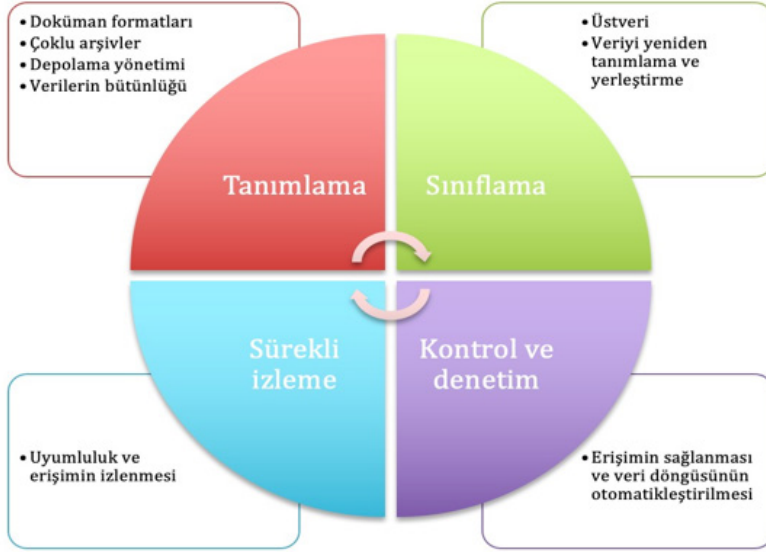 • Doküman formatları
• Çoklu arşivler
• Depolama yönetimi
• Verilerin bütünlüğü
• Üstveri
• Veriyi yeniden
tanımlama ve
yerleştirme
Tanımlama
Sınıflama
Sürekli
izleme
Kontrol ve
denetim
• Uyumluluk ve
erişimin izlenmesi
• Erişimin sağlanması
ve veri döngüsünün
otomatikleştirilmesi